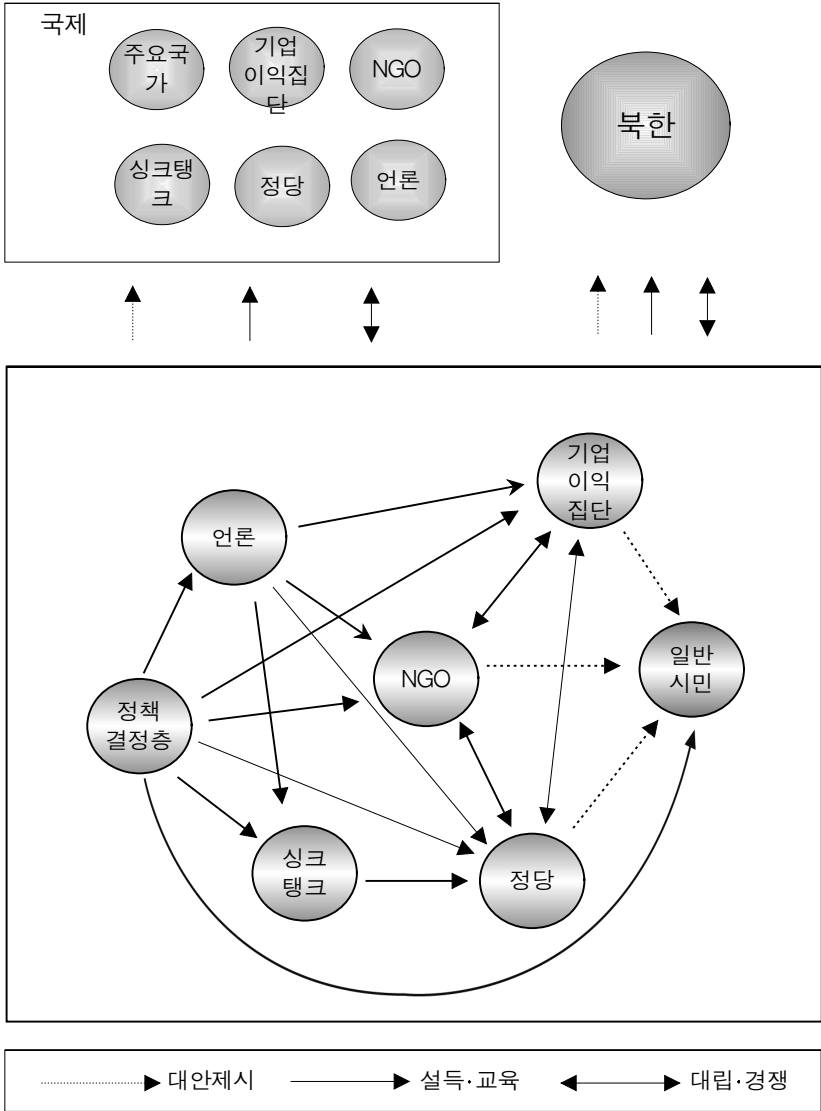 국제
주요국
가
기업
이익집
단
NGO
북한
싱크탱
크
정당
언론
기업
이익
집단
언론
NGO
일반
시민
정책
결정층
싱크
탱크
정당
대안제시 설득·교육 대립·경쟁